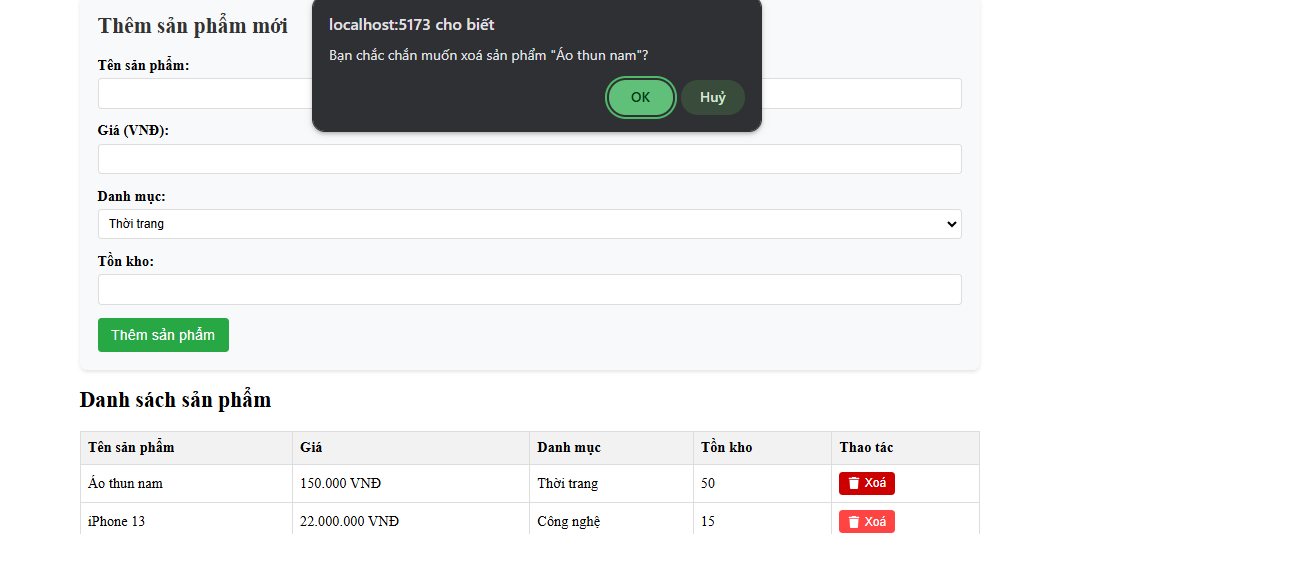 Thêm sản phẩm mới
localhost:5173 cho biết
Bạn chắc chắn muốn xoá sản phẩm "Áo thun nam"?
OK Huỷ
Tên sản phẩm:
Giá (VNĐ):
Danh mục:
Thời trang
Tồn kho:
Thêm sản phẩm
Danh sách sản phẩm
Tên sản phẩm Giá Danh mục Tồn kho Thao tác
Áo thun nam 150.000 VNĐ Thời trang 50 Xoá
iPhone 13 22.000.000 VNĐ Công nghệ 15 Xoá